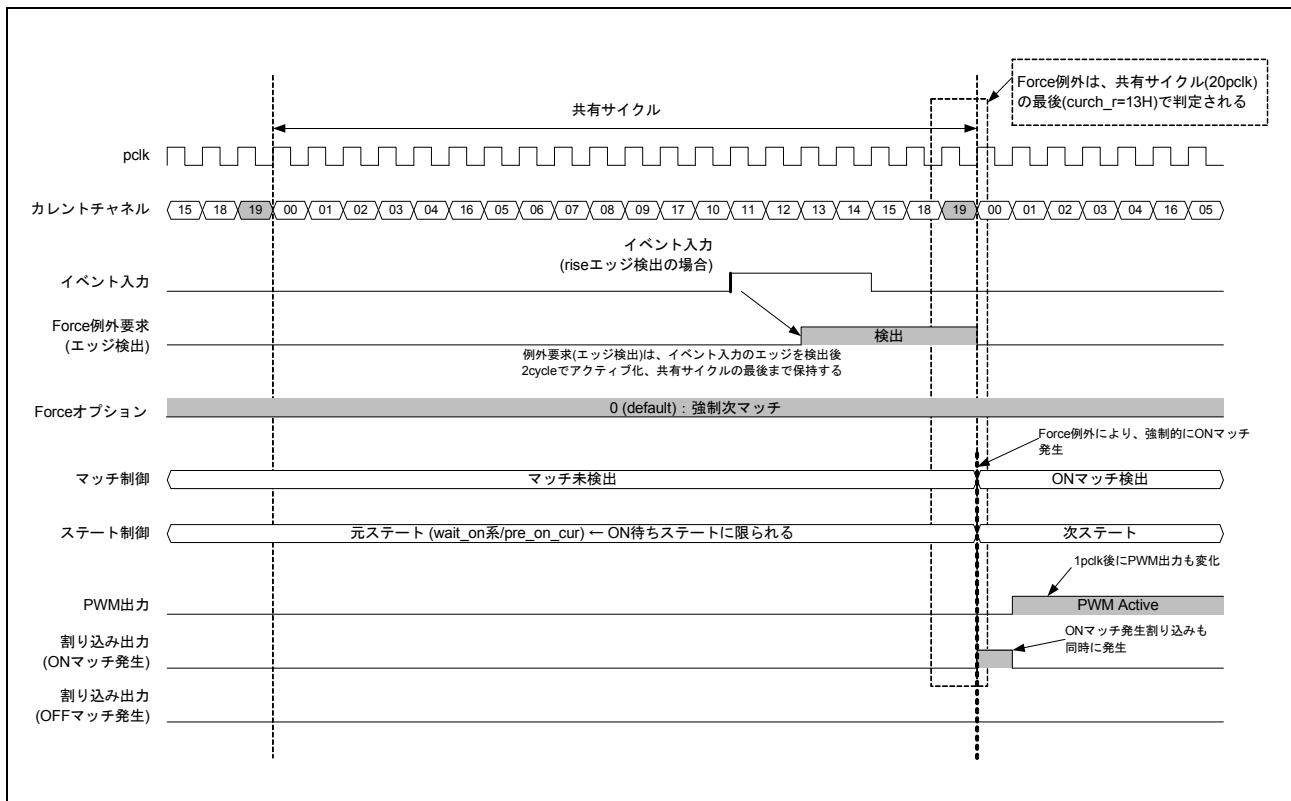 Force例外は、共有サイクル(20pclk)
の最後(curch_r=13H)で判定される
共有サイクル
pclk
カレントチャネル
15 18 19 00 01 02 03 04 16 05 06 07 08 09 17 10 11 12 13 14 15 18 19 00 01 02 03 04 16 05
イベント入力
(riseエッジ検出の場合)
イベント入力
Force例外要求
(エッジ検出)
検出
例外要求(エッジ検出)は、イベント入力のエッジを検出後
2cycleでアクティブ化、共有サイクルの最後まで保持する
Forceオプション
0 (default) : 強制次マッチ
Force例外により、強制的にONマッチ
発生
マッチ制御
マッチ未検出
ONマッチ検出
ステート制御
元ステート (wait_on系/pre_on_cur) ← ON待ちステートに限られる
次ステート
1pclk後にPWM出力も変化
PWM出力
PWM Active
割り込み出力
(ONマッチ発生)
ONマッチ発生割り込みも
同時に発生
割り込み出力
(OFFマッチ発生)